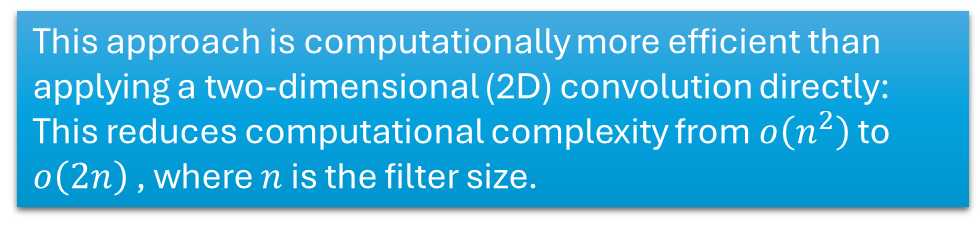 This approach is computationally more efficient than
applying a two-dimensional (2D) convolution directly:
This reduces computational complexity from 𝑜(𝑛²) to
𝑜(2𝑛) , where 𝑛 is the filter size.